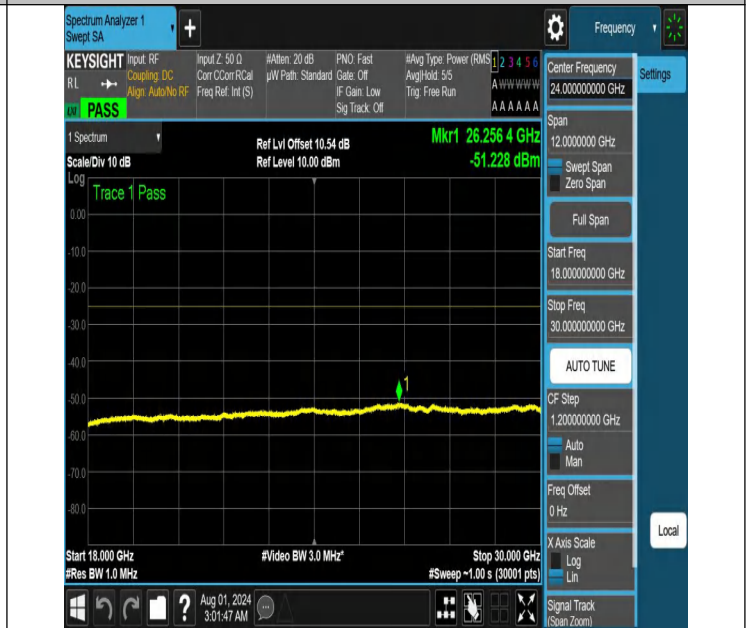 Spectrum Analyzer 1
Swept SA
+
Frequency
KEYSIGHT
RL
PASS
Input: RF
Coupling: DC
Align: Auto/No RF
Input Z: 50 Ω
Corr CCorr RCal
Freq Ref: Int (S)
#Atten: 20 dB
µW Path: Standard
PNO: Fast
Gate: Off
IF Gain: Low
Sig Track: Off
#Avg Type: Power (RMS
Avg|Hold: 5/5
Trig: Free Run
1 2 3 4 5 6
A W W W W W
A A A A A A
1 Spectrum
Scale/Div 10 dB
Ref Lvl Offset 10.54 dB
Ref Level 10.00 dBm
Mkr1 26.256 4 GHz
-51.228 dBm
Log
Trace 1 Pass
0.00
-10.0
-20.0
-30.0
-40.0
-50.0
-60.0
-70.0
-80.0
1
Start 18.000 GHz
#Res BW 1.0 MHz
#Video BW 3.0 MHz*
Stop 30.000 GHz
#Sweep ~1.00 s (30001 pts)
Center Frequency
24.000000000 GHz
Settings
Span
12.0000000 GHz
Swept Span
Zero Span
Full Span
Start Freq
18.000000000 GHz
Stop Freq
30.000000000 GHz
AUTO TUNE
CF Step
1.200000000 GHz
Auto
Man
Freq Offset
0 Hz
X Axis Scale
Log
Lin
Local
Signal Track
(Span Zoom)
?
Aug 01, 2024
3:01:47 AM